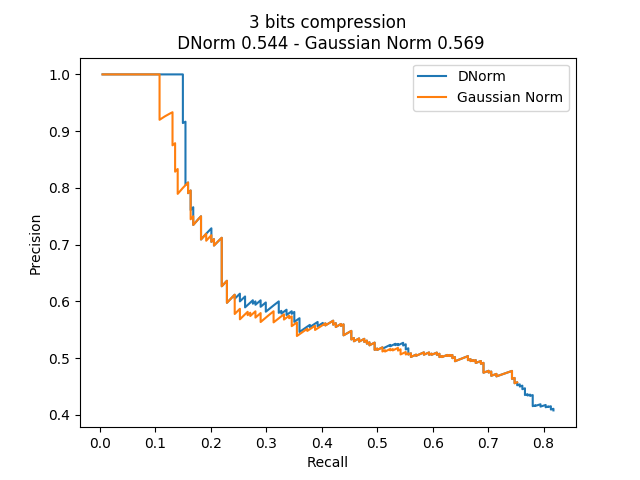 3 bits compression
DNorm 0.544 - Gaussian Norm 0.569
DNorm
Gaussian Norm
Precision
1.0
0.9
0.8
0.7
0.6
0.5
0.4
0.0 0.1 0.2 0.3 0.4 0.5 0.6 0.7 0.8
Recall